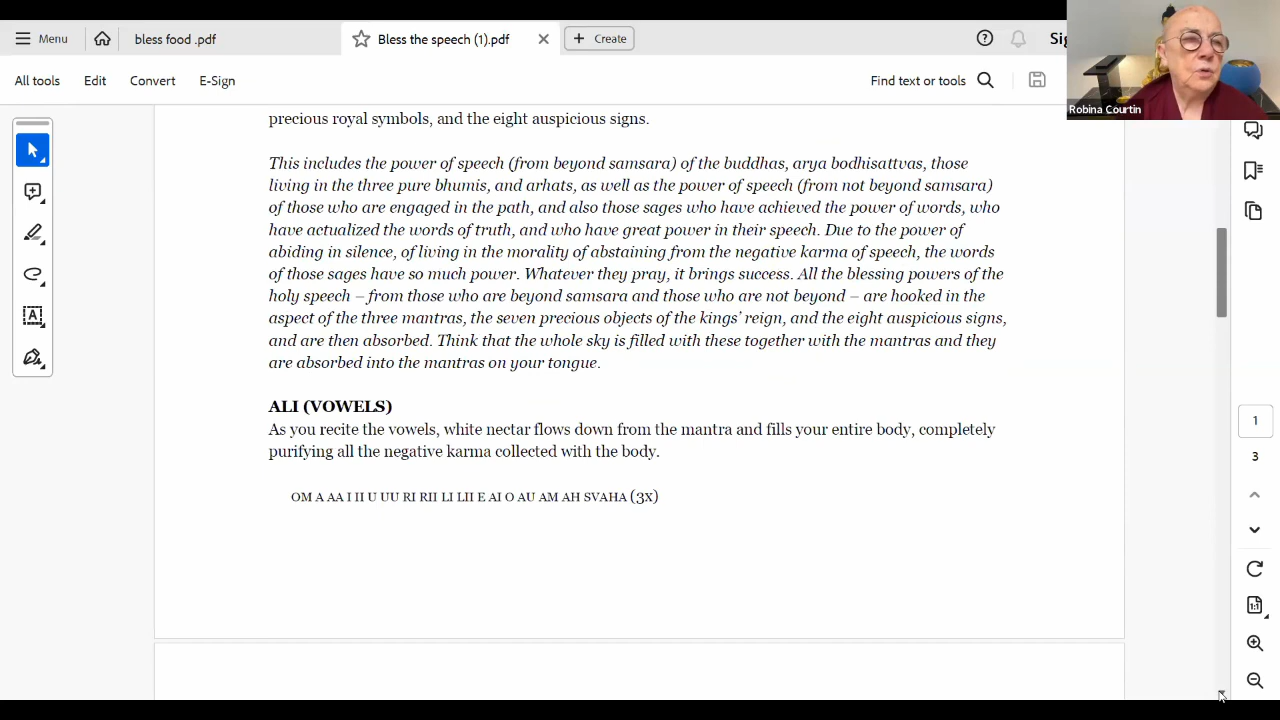 Menu
bless food .pdf
Bless the speech (1).pdf
Create
All tools
Edit
Convert
E-Sign
Find text or tools
Robina Courtin
precious royal symbols, and the eight auspicious signs.
This includes the power of speech (from beyond samsara) of the buddhas, arya bodhisattvas, those
living in the three pure bhumis, and arhats, as well as the power of speech (from not beyond samsara)
of those who are engaged in the path, and also those sages who have achieved the power of words, who
have actualized the words of truth, and who have great power in their speech. Due to the power of
abiding in silence, of living in the morality of abstaining from the negative karma of speech, the words
of those sages have so much power. Whatever they pray, it brings success. All the blessing powers of the
holy speech – from those who are beyond samsara and those who are not beyond – are hooked in the
aspect of the three mantras, the seven precious objects of the kings' reign, and the eight auspicious signs,
and are then absorbed. Think that the whole sky is filled with these together with the mantras and they
are absorbed into the mantras on your tongue.
ALI (VOWELS)
As you recite the vowels, white nectar flows down from the mantra and fills your entire body, completely
purifying all the negative karma collected with the body.
OM A AA I II U UU RI RII LI LII E AI O AU AM AH SVAHA (3X)
1
3
1:1